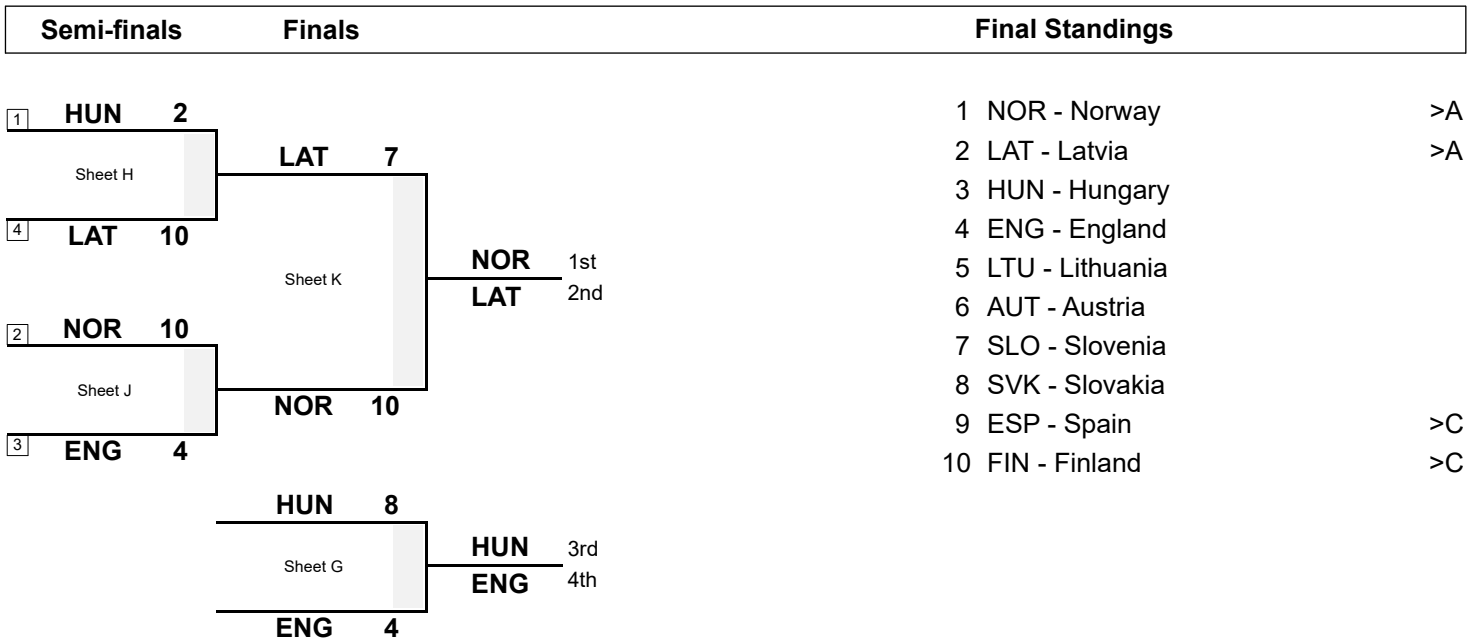 Semi-finals Finals Final Standings
1 HUN 2
Sheet H
4 LAT 10
LAT 7
Sheet K
NOR 10
2 NOR 10
Sheet J
3 ENG 4
NOR 1st
LAT 2nd
HUN 8
Sheet G
ENG 4
HUN 3rd
ENG 4th
1 NOR - Norway >A
2 LAT - Latvia >A
3 HUN - Hungary
4 ENG - England
5 LTU - Lithuania
6 AUT - Austria
7 SLO - Slovenia
8 SVK - Slovakia
9 ESP - Spain >C
10 FIN - Finland >C